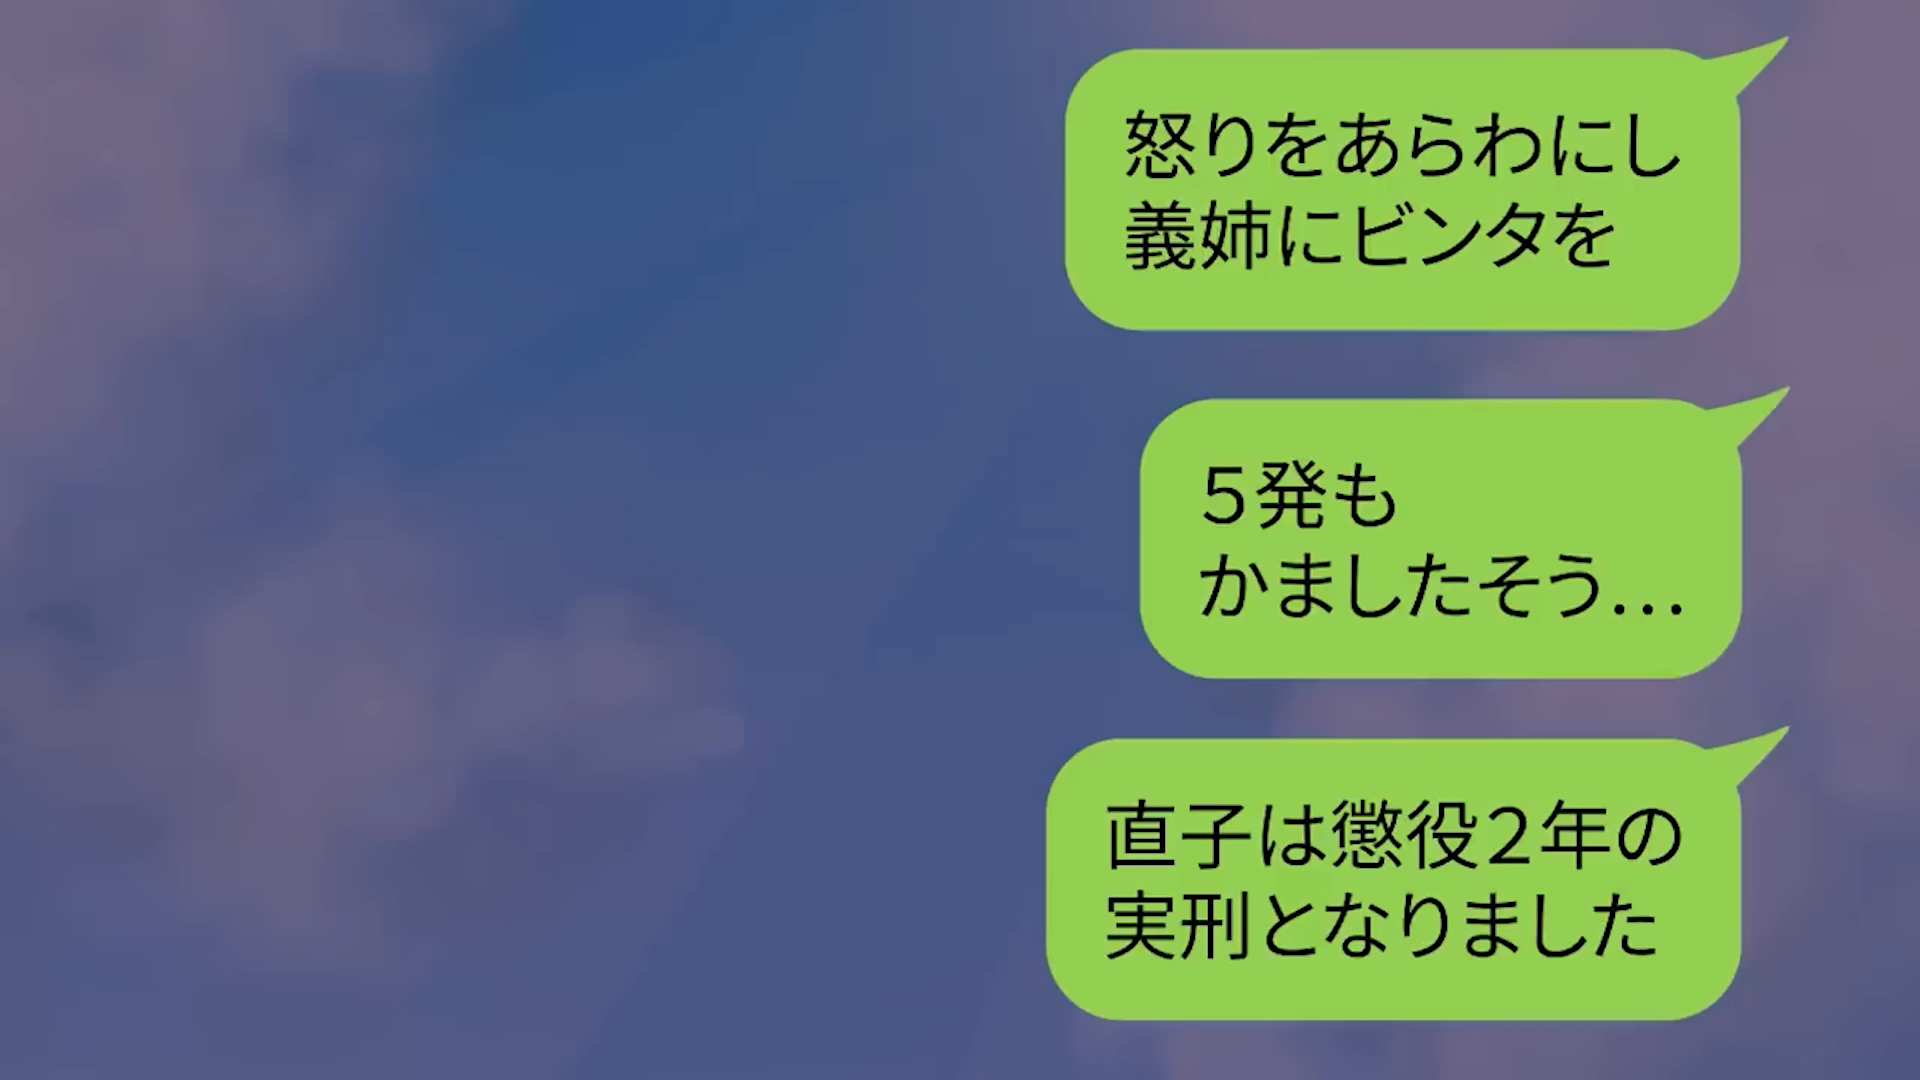 怒りをあらわにし
義姉にビンタを
５発も
かましたそう…
直子は懲役２年の
実刑となりました